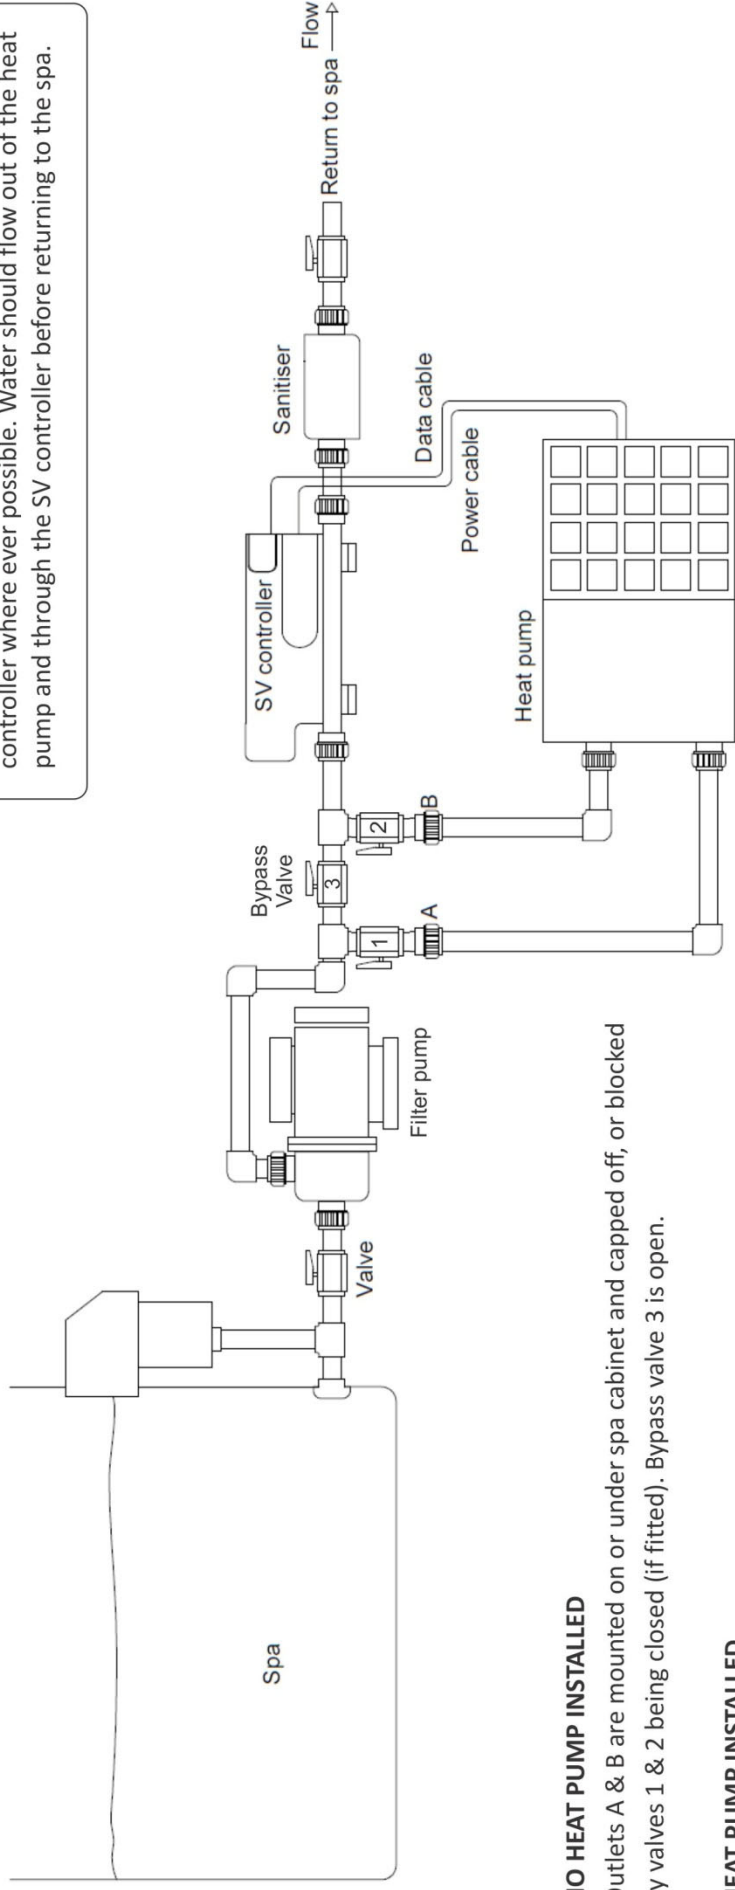 controller where ever possible. Water should flow out of the heat
pump and through the SV controller before returning to the spa.
Spa
Valve
Filter pump
Bypass
Valve
3
1
A
2
B
SV controller
Sanitiser
Flow
Return to spa
Data cable
Power cable
Heat pump
HEAT PUMP INSTALLED
utlets A & B are mounted on or under spa cabinet and capped off, or blocked
y valves 1 & 2 being closed (if fitted). Bypass valve 3 is open.
EAT PUMP INSTALLED